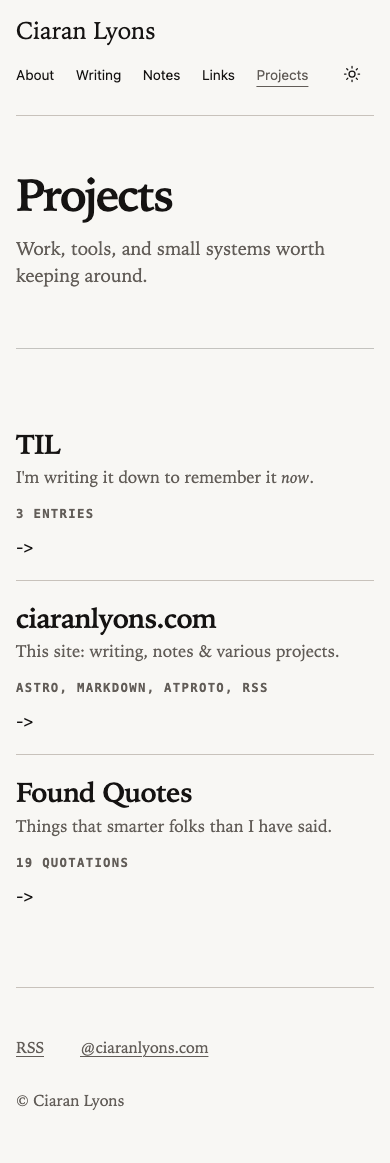 Ciaran Lyons
About Writing Notes Links Projects
Projects
Work, tools, and small systems worth
keeping around.
TIL
I'm writing it down to remember it now.
3 ENTRIES
->
ciaranlyons.com
This site: writing, notes & various projects.
ASTRO, MARKDOWN, ATPROTO, RSS
->
Found Quotes
Things that smarter folks than I have said.
19 QUOTATIONS
->
RSS @ciaranlyons.com
© Ciaran Lyons